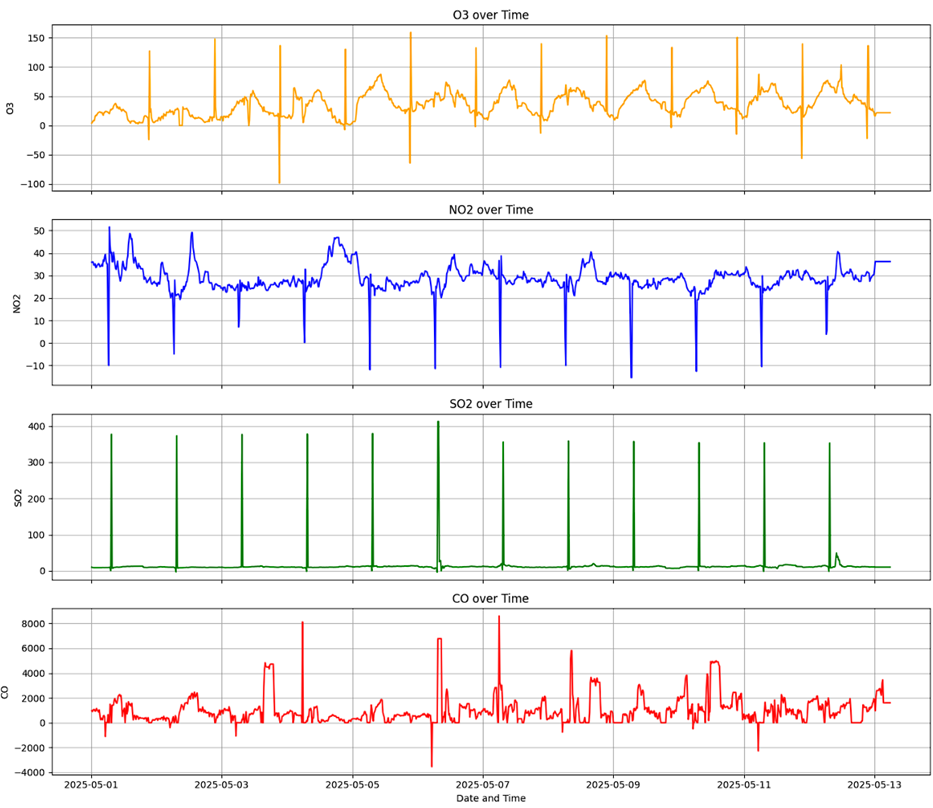 O3 over Time
150
100
50
0
−50
−100
O3
NO2 over Time
50
40
30
20
10
0
−10
NO2
SO2 over Time
400
300
200
100
0
SO2
CO over Time
8000
6000
4000
2000
0
−2000
−4000
CO
2025-05-01 2025-05-03 2025-05-05 2025-05-07 2025-05-09 2025-05-11 2025-05-13
Date and Time